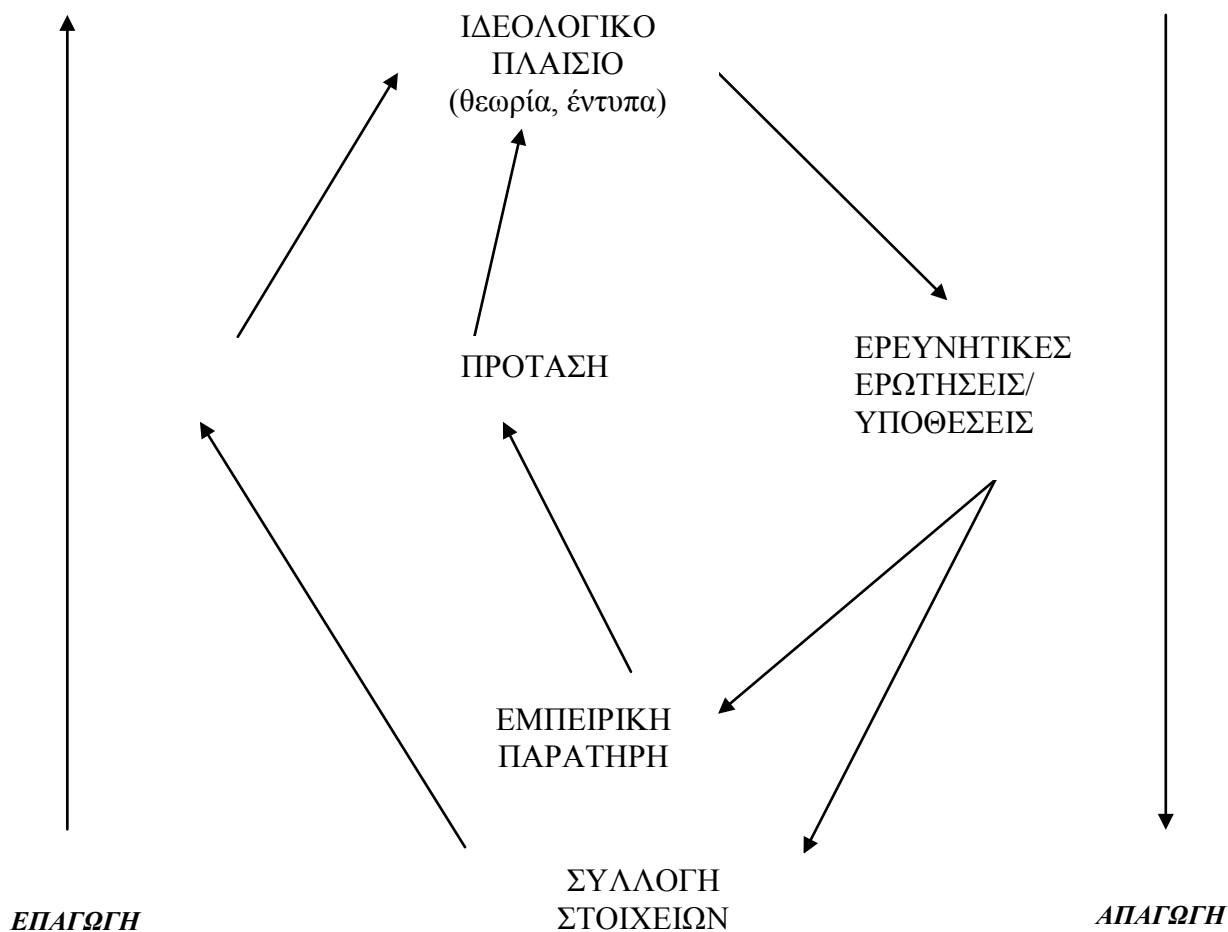 ΙΔΕΟΛΟΓΙΚΟ
ΠΛΑΙΣΙΟ
(θεωρία, έντυπα)
ΠΡΟΤΑΣΗ
ΕΡΕΥΝΗΤΙΚΕΣ
ΕΡΩΤΗΣΕΙΣ/
ΥΠΟΘΕΣΕΙΣ
ΕΜΠΕΙΡΙΚΗ
ΠΑΡΑΤΗΡΗ
ΣΥΛΛΟΓΗ
ΣΤΟΙΧΕΙΩΝ
ΕΠΑΓΩΓΗ
ΑΠΑΓΩΓΗ